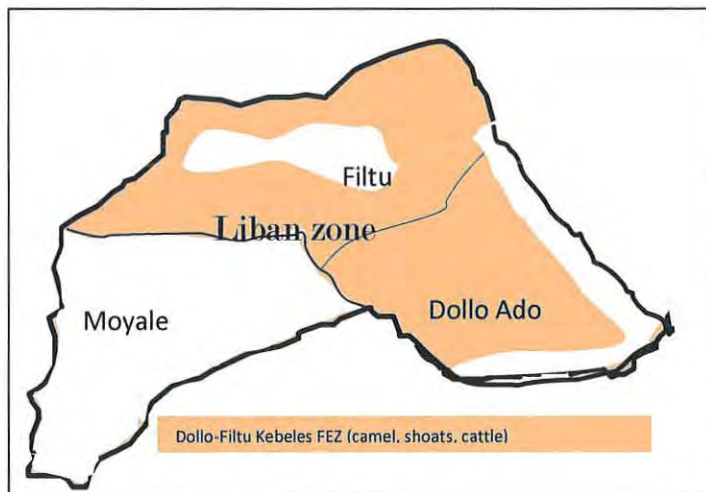 Filtu
Liban zone
Dollo Ado
Moyale
Dollo-Filtu Kebeles FEZ (camel, shoats, cattle)